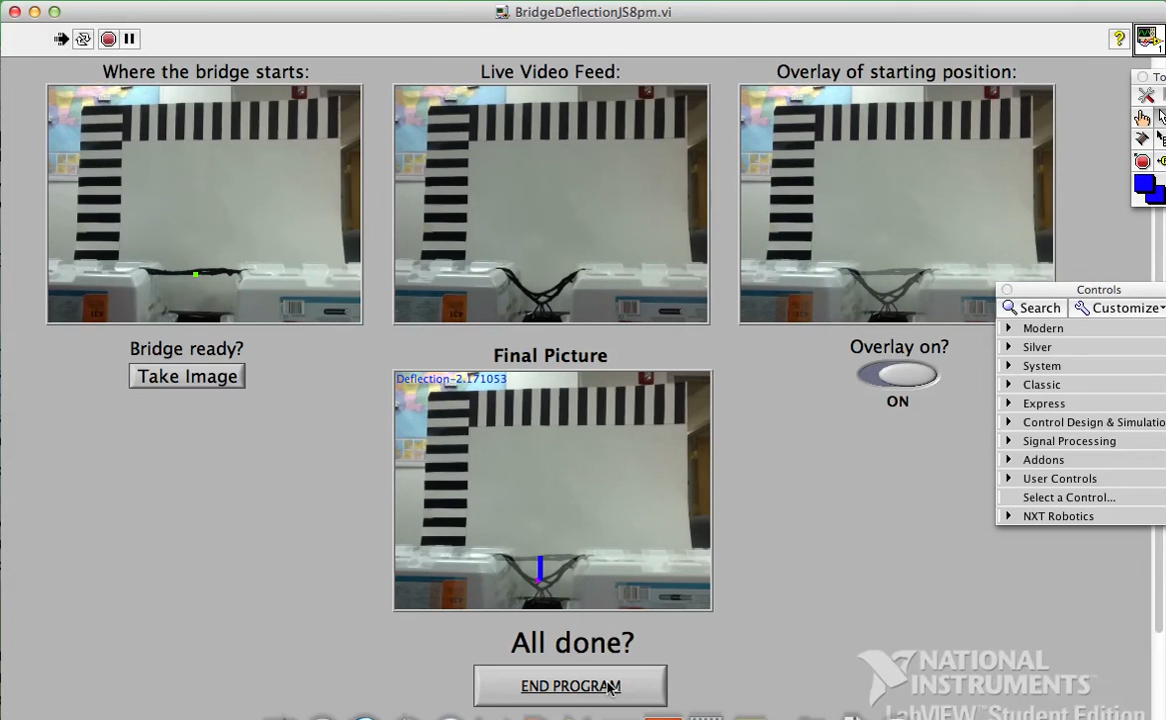 BridgeDeflectionJS8pm.vi
?
1
Where the bridge starts:
Live Video Feed:
Overlay of starting position:
To
Controls
Search
Customize
Modern
Silver
System
Classic
Express
Control Design & Simulatio
Signal Processing
Addons
User Controls
Select a Control...
NXT Robotics
Bridge ready?
Take Image
Final Picture
Overlay on?
ON
Deflection-2.171053
All done?
END PROGRAM
NATIONAL
INSTRUMENTS
LabVIEW Student Edition